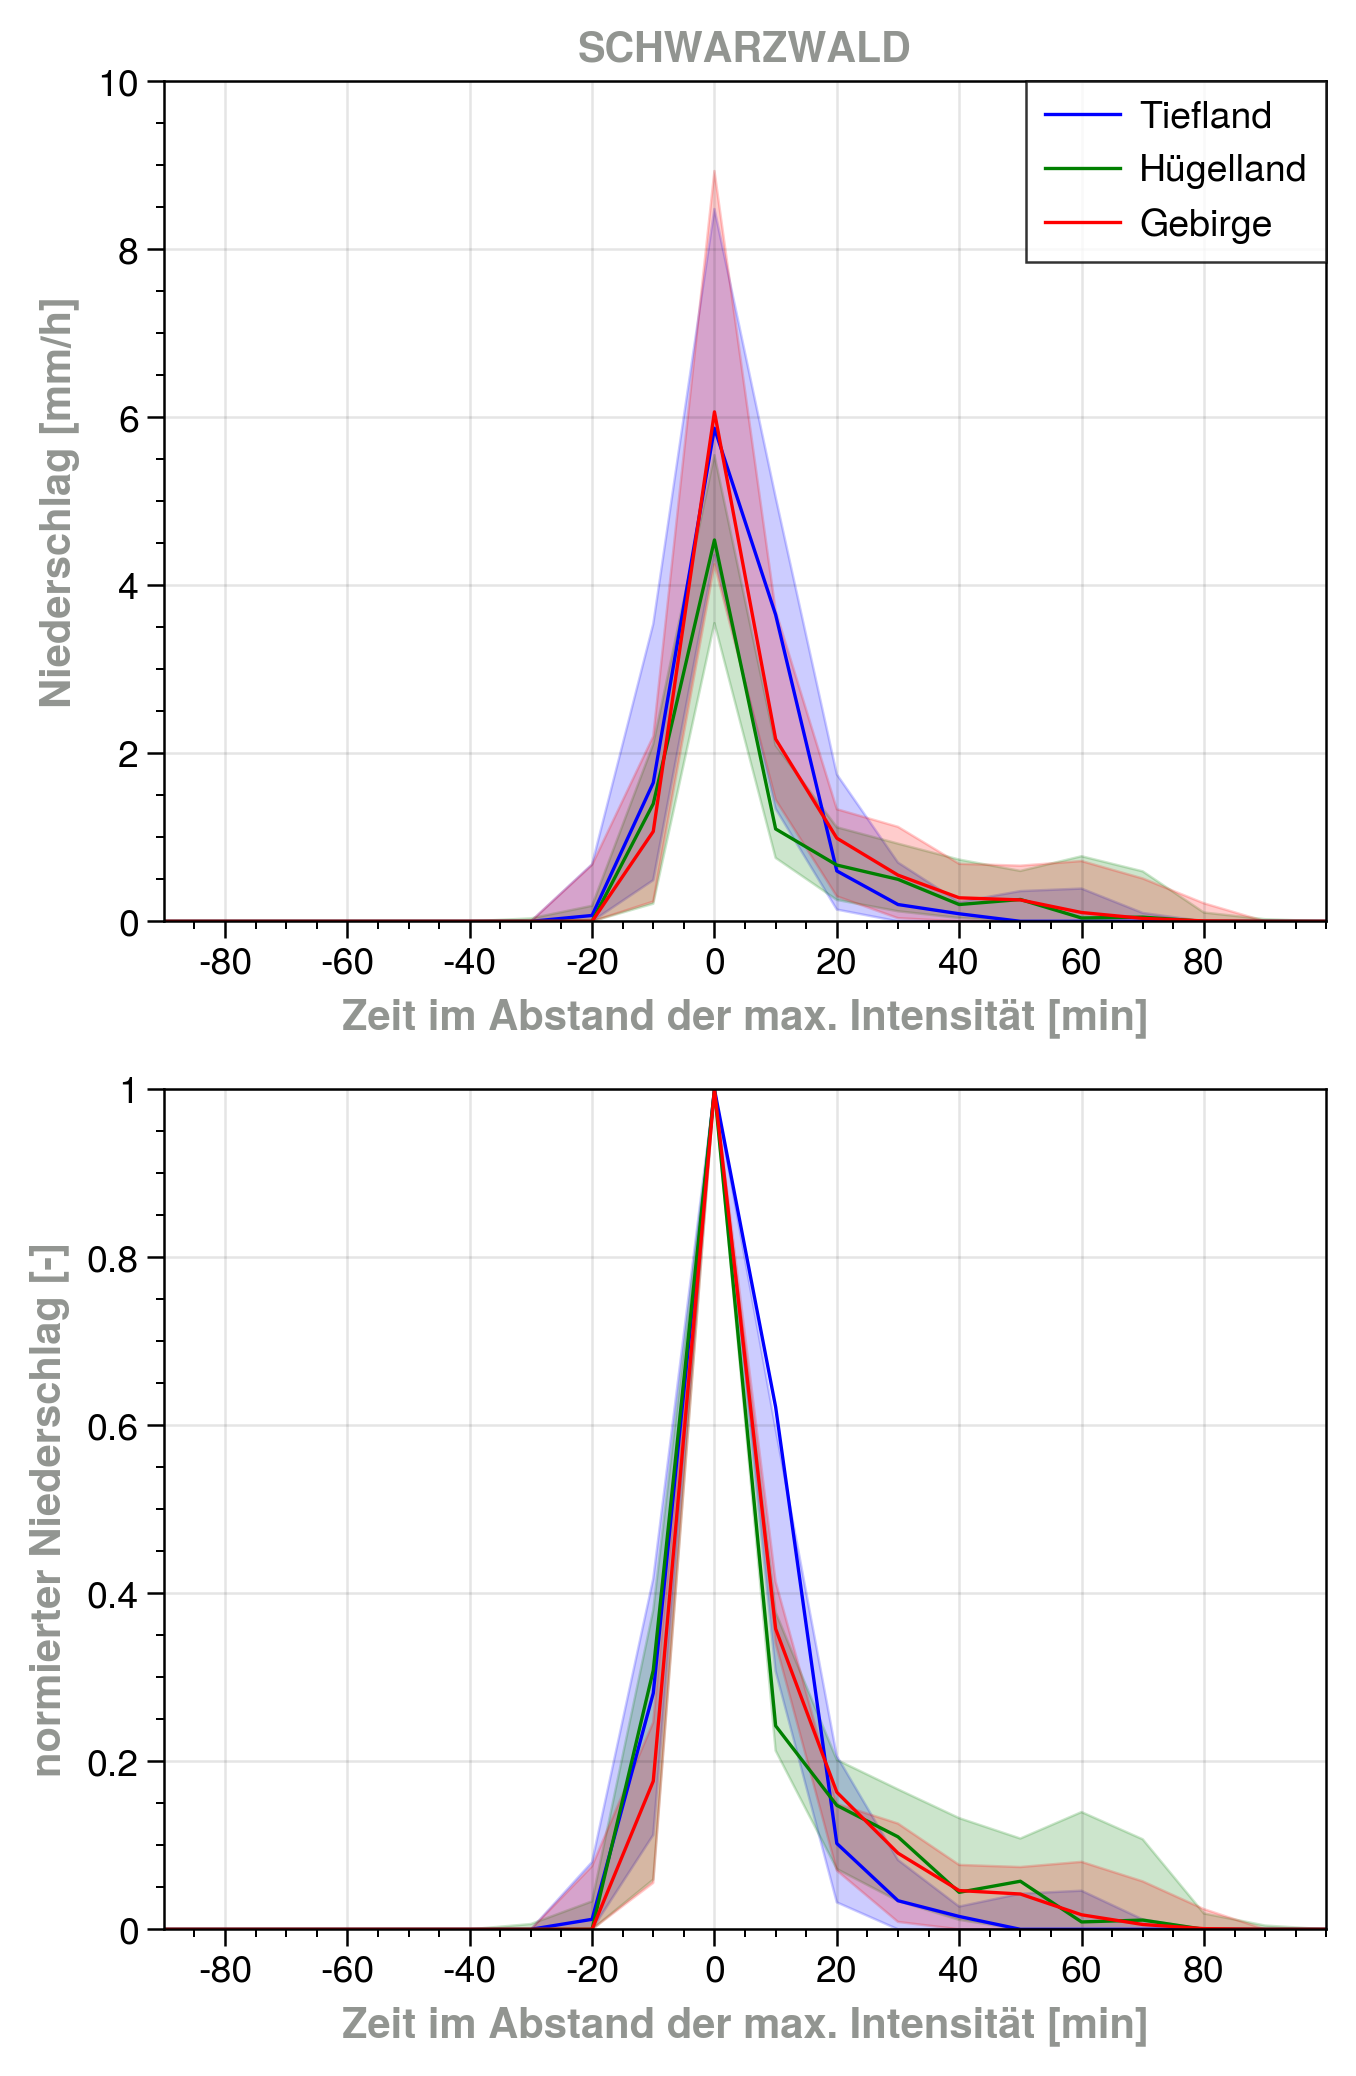 SCHWARZWALD
10
8
6
4
2
0
Niederschlag [mm/h]
Tiefland
Hügelland
Gebirge
-80 -60 -40 -20 0 20 40 60 80
Zeit im Abstand der max. Intensität [min]
1
0.8
0.6
0.4
0.2
0
normierter Niederschlag [-]
-80 -60 -40 -20 0 20 40 60 80
Zeit im Abstand der max. Intensität [min]